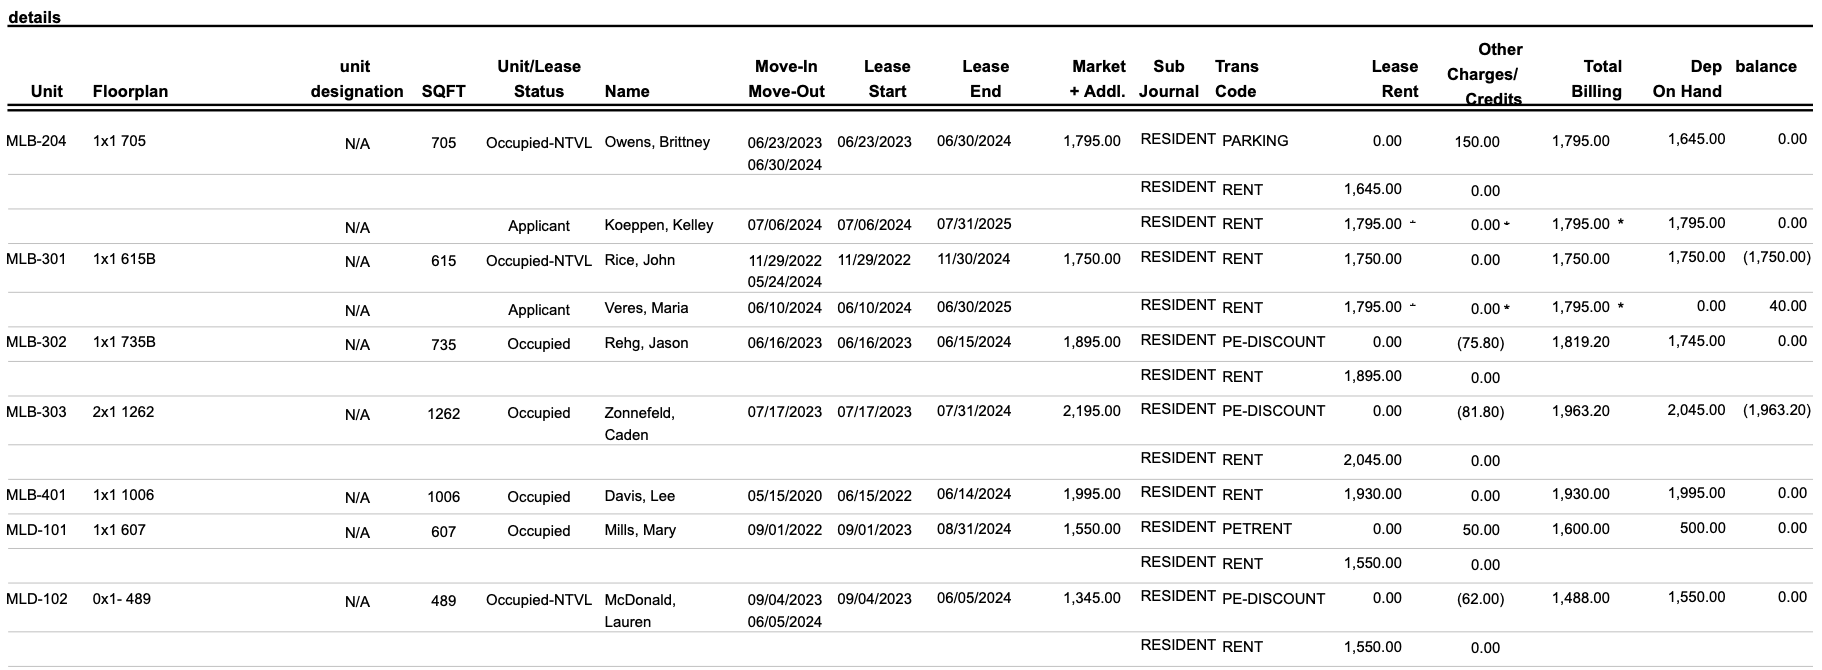 details
Unit Floorplan unit designation SQFT Unit/Lease Status Name Move-In Move-Out Lease Start Lease End Market + Addl. Sub Journal Trans Code Lease Rent Other Charges/ Credits Total Billing Dep On Hand balance
MLB-204 1x1 705 N/A 705 Occupied-NTVL Owens, Brittney 06/23/2023 06/23/2023 06/30/2024 1,795.00 RESIDENT PARKING 0.00 150.00 1,795.00 1,645.00 0.00
06/30/2024
RESIDENT RENT 1,645.00 0.00
N/A Applicant Koeppen, Kelley 07/06/2024 07/06/2024 07/31/2025 RESIDENT RENT 1,795.00 * 0.00 * 1,795.00 * 1,795.00 0.00
MLB-301 1x1 615B N/A 615 Occupied-NTVL Rice, John 11/29/2022 11/29/2022 11/30/2024 1,750.00 RESIDENT RENT 1,750.00 0.00 1,750.00 1,750.00 (1,750.00)
05/24/2024
N/A Applicant Veres, Maria 06/10/2024 06/10/2024 06/30/2025 RESIDENT RENT 1,795.00 * 0.00 * 1,795.00 * 0.00 40.00
MLB-302 1x1 735B N/A 735 Occupied Rehg, Jason 06/16/2023 06/16/2023 06/15/2024 1,895.00 RESIDENT PE-DISCOUNT 0.00 (75.80) 1,819.20 1,745.00 0.00
RESIDENT RENT 1,895.00 0.00
MLB-303 2x1 1262 N/A 1262 Occupied Zonnefeld, 07/17/2023 07/17/2023 07/31/2024 2,195.00 RESIDENT PE-DISCOUNT 0.00 (81.80) 1,963.20 2,045.00 (1,963.20)
Caden
RESIDENT RENT 2,045.00 0.00
MLB-401 1x1 1006 N/A 1006 Occupied Davis, Lee 05/15/2020 06/15/2022 06/14/2024 1,995.00 RESIDENT RENT 1,930.00 0.00 1,930.00 1,995.00 0.00
MLD-101 1x1 607 N/A 607 Occupied Mills, Mary 09/01/2022 09/01/2023 08/31/2024 1,550.00 RESIDENT PETRENT 0.00 50.00 1,600.00 500.00 0.00
RESIDENT RENT 1,550.00 0.00
MLD-102 0x1- 489 N/A 489 Occupied-NTVL McDonald, 09/04/2023 09/04/2023 06/05/2024 1,345.00 RESIDENT PE-DISCOUNT 0.00 (62.00) 1,488.00 1,550.00 0.00
Lauren 06/05/2024
RESIDENT RENT 1,550.00 0.00